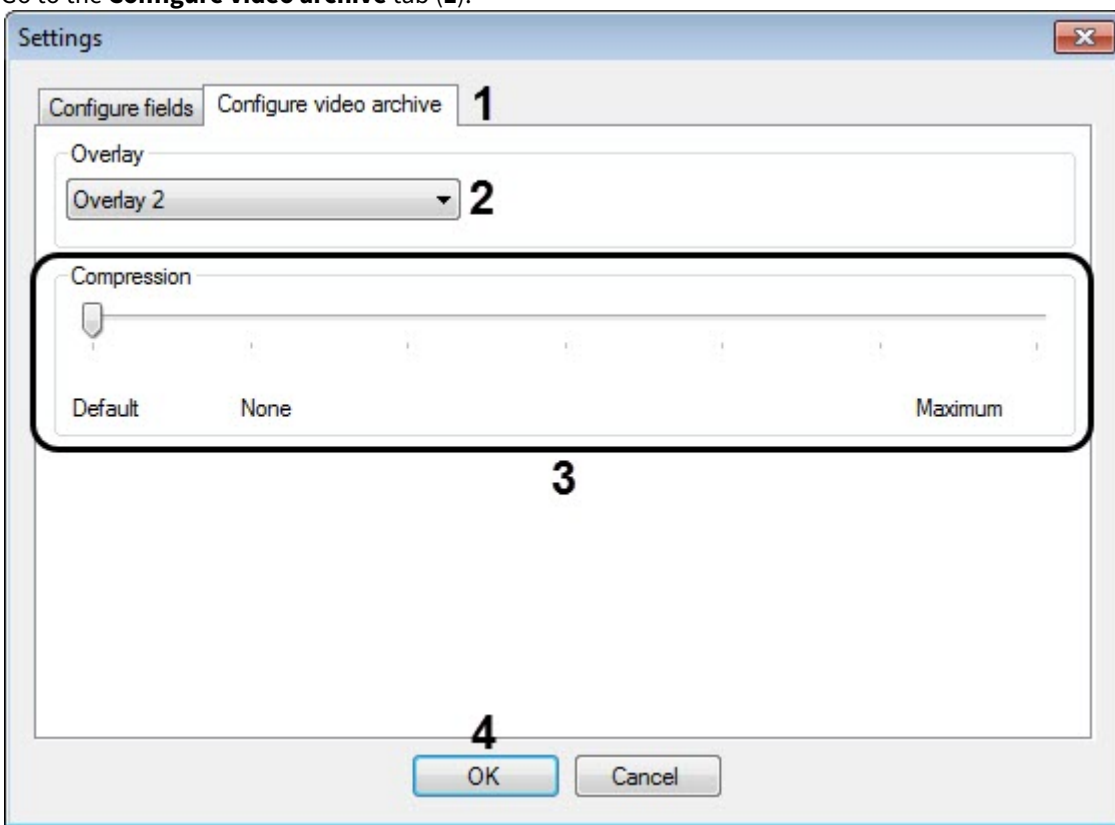 Go to the Configure video archive tab (1).
Settings
Configure fields Configure video archive 1
Overlay
Overlay 2 2
Compression
Default None Maximum
3
4
OK Cancel